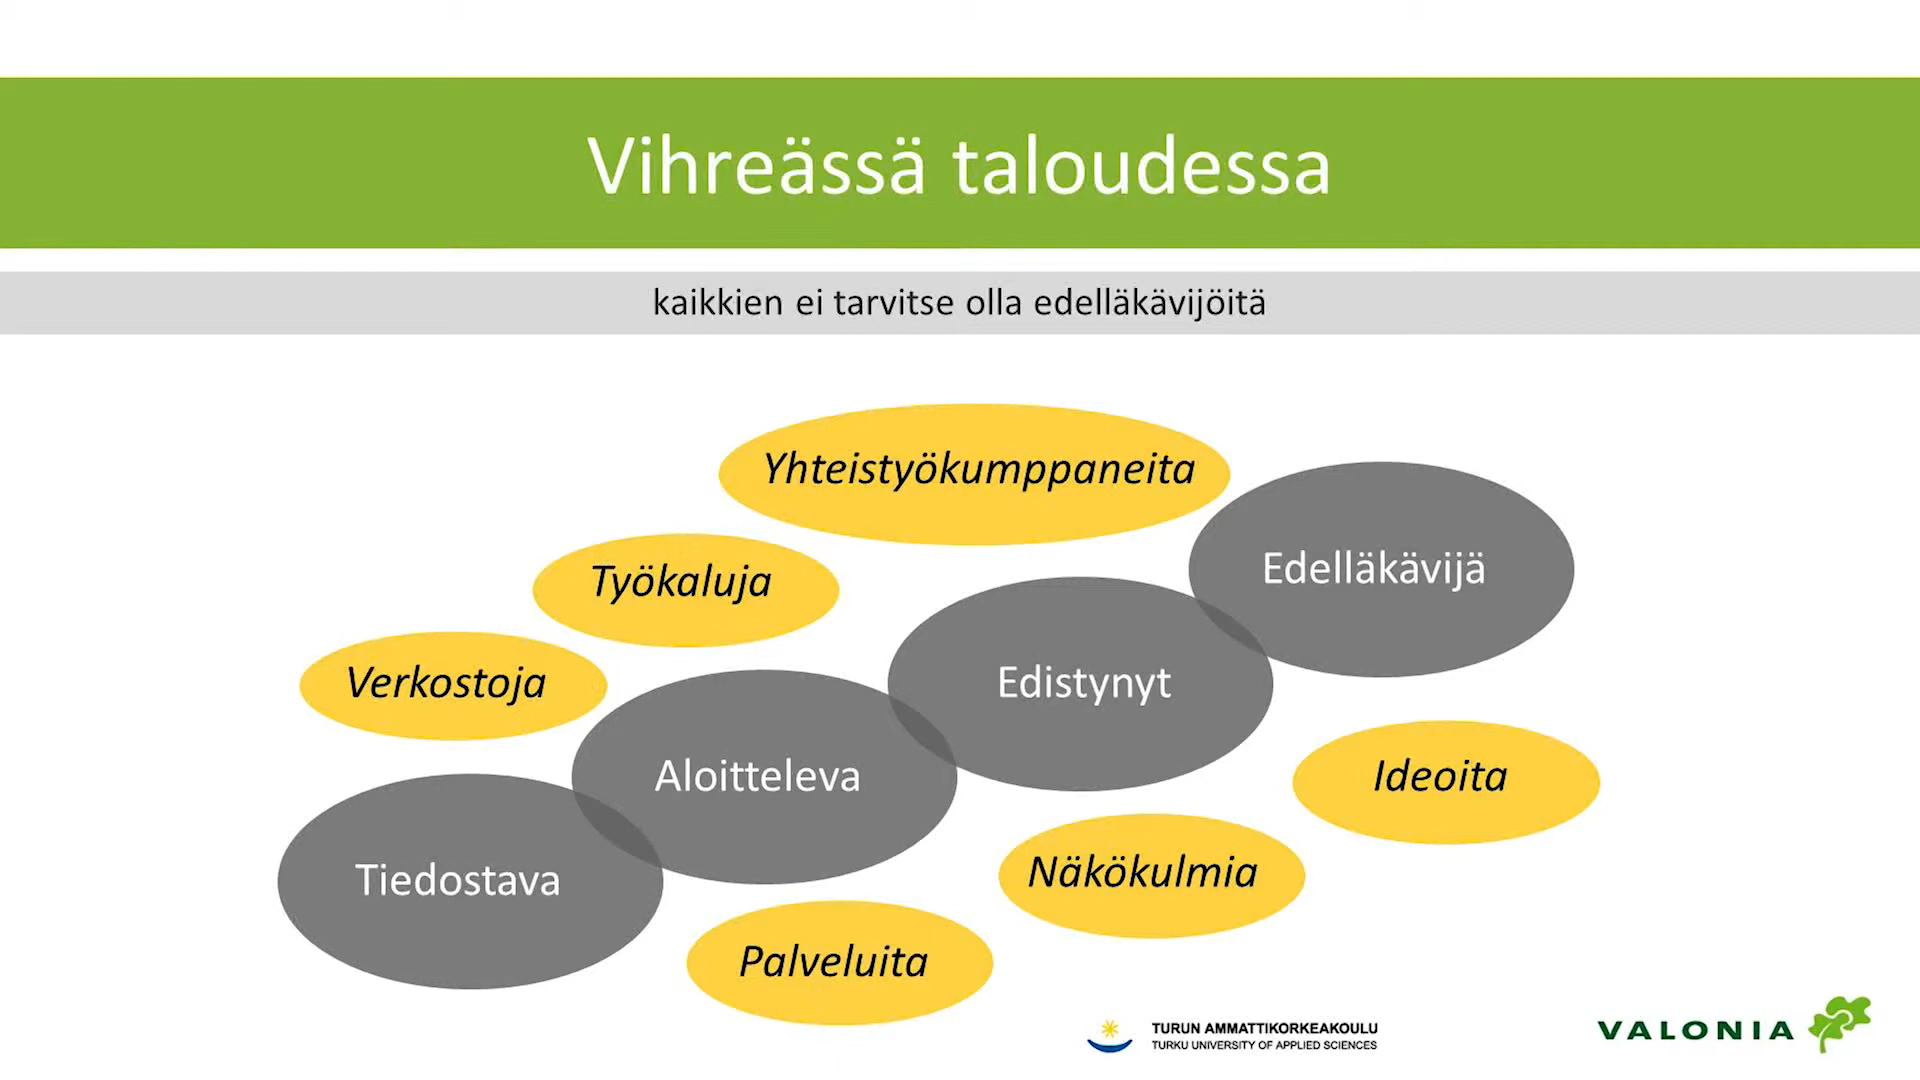 Vihreässä taloudessa
kaikkien ei tarvitse olla edelläkävijöitä
Yhteistyökumppaneita
Edelläkävijä
Työkaluja
Verkostoja
Edistynyt
Aloitteleva
Ideoita
Tiedostava
Näkökulmia
Palveluita
TURUN AMMATTIKORKEAKOULU
TURKU UNIVERSITY OF APPLIED SCIENCES
VALONIA